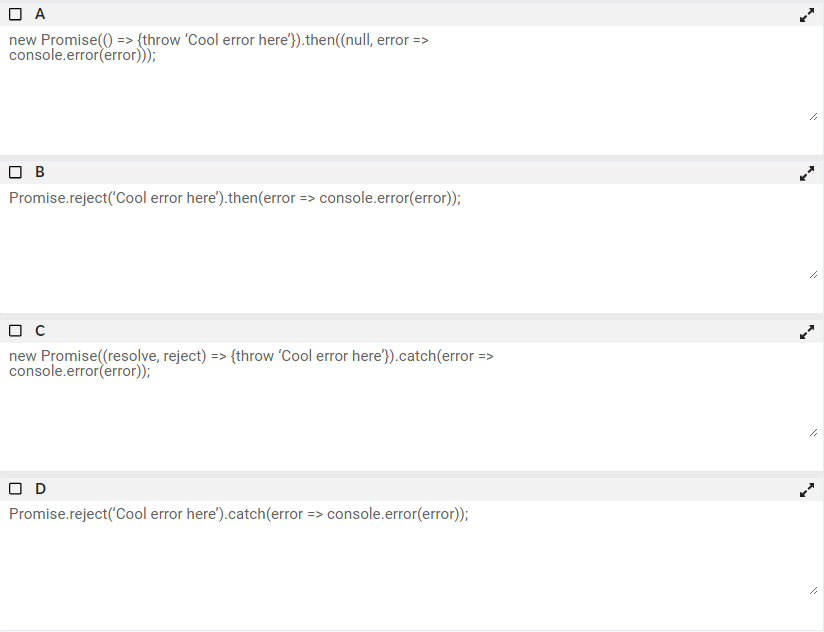 A
new Promise(() => {throw ‘Cool error here’}).then((null, error =>
console.error(error)));
B
Promise.reject(‘Cool error here’).then(error => console.error(error));
C
new Promise((resolve, reject) => {throw ‘Cool error here’}).catch(error =>
console.error(error));
D
Promise.reject(‘Cool error here’).catch(error => console.error(error));